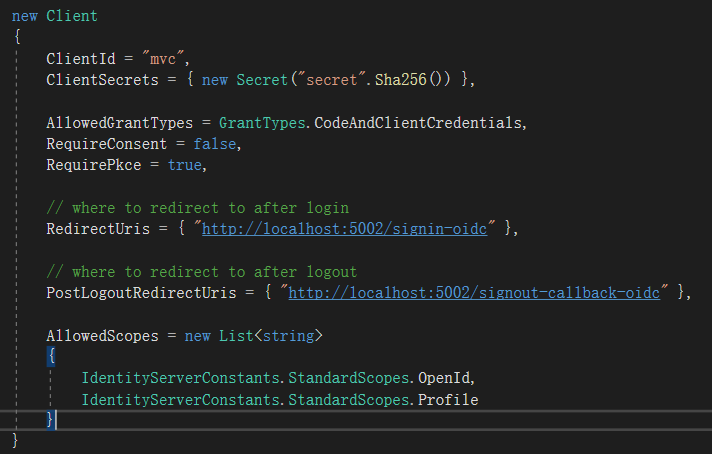 new Client
{
ClientId = "mvc",
ClientSecrets = { new Secret("secret".Sha256()) },
AllowedGrantTypes = GrantTypes.CodeAndClientCredentials,
RequireConsent = false,
RequirePkce = true,
// where to redirect to after login
RedirectUris = { "http://localhost:5002/signin-oidc" },
// where to redirect to after logout
PostLogoutRedirectUris = { "http://localhost:5002/signout-callback-oidc" },
AllowedScopes = new List<string>
{
IdentityServerConstants.StandardScopes.OpenId,
IdentityServerConstants.StandardScopes.Profile
}
}